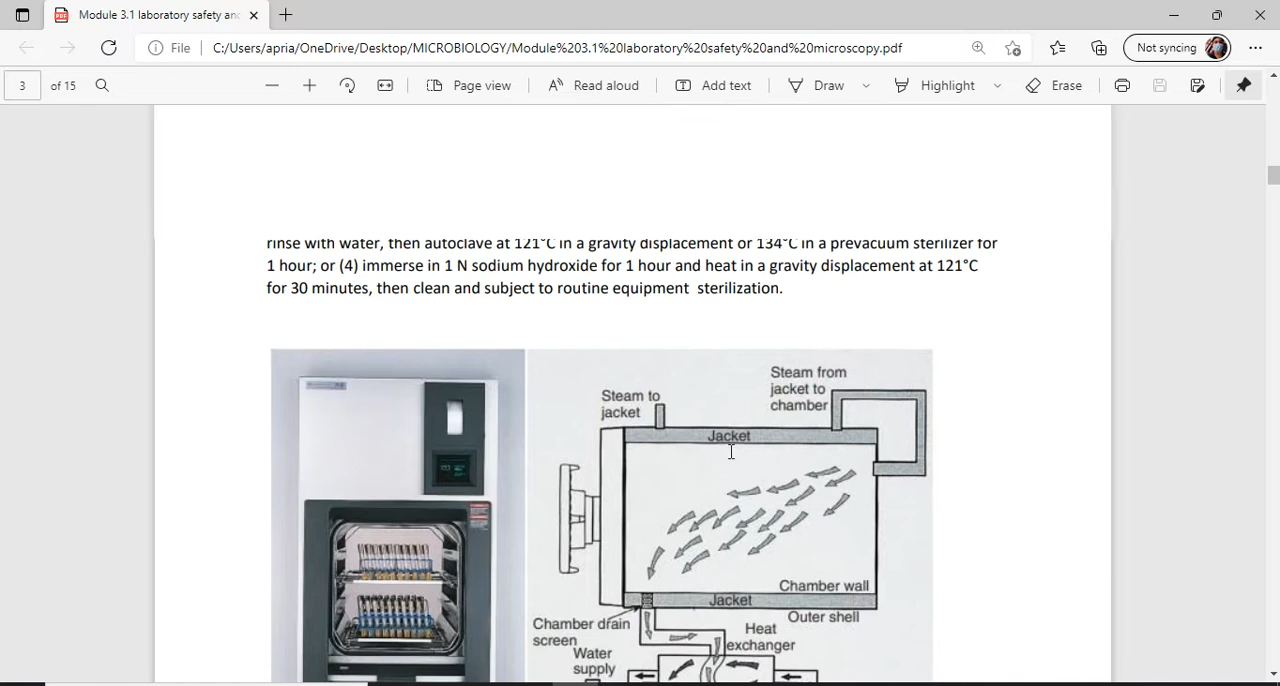 Module 3.1 laboratory safety and
File
C:/Users/apria/OneDrive/Desktop/MICROBIOLOGY/Module%203.1%20laboratory%20safety%20and%20microscopy.pdf
Not syncing
3 of 15
Page view
Read aloud
Add text
Draw
Highlight
Erase
rinse with water, then autoclave at 121°C in a gravity displacement or 134°C in a prevacuum sterilizer for
1 hour; or (4) immerse in 1 N sodium hydroxide for 1 hour and heat in a gravity displacement at 121°C
for 30 minutes, then clean and subject to routine equipment sterilization.
Steam to
jacket
Steam from
jacket to
chamber
Jacket
Chamber wall
Jacket
Outer shell
Chamber drain
screen
Heat
exchanger
Water
supply